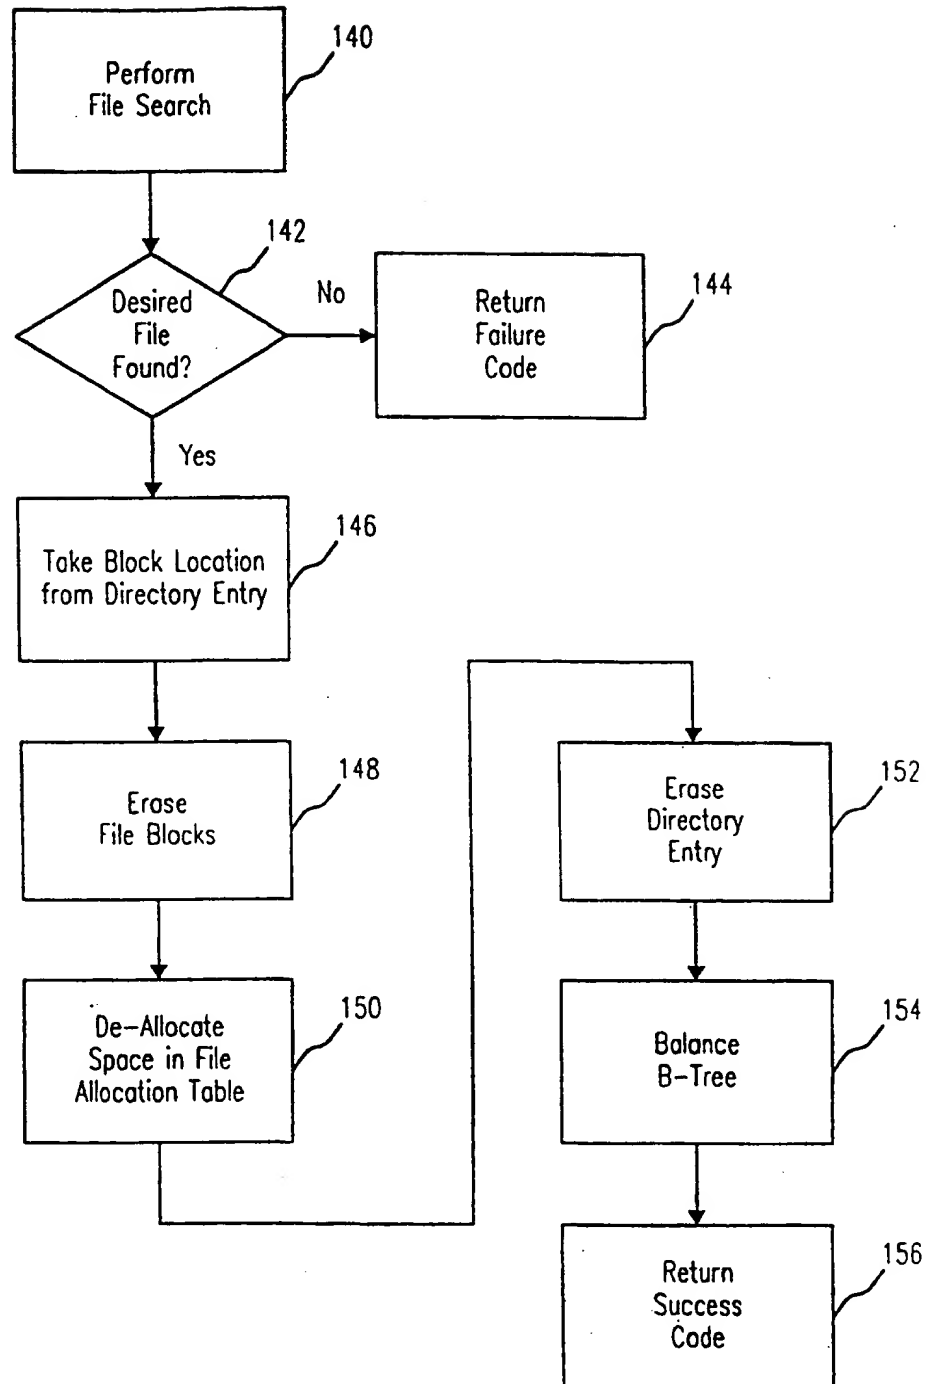 Perform
File Search
140
142
Desired
File
Found?
No
Return
Failure
Code
144
Yes
146
Take Block Location
from Directory Entry
148
Erase
File Blocks
150
De-Allocate
Space in File
Allocation Table
152
Erase
Directory
Entry
154
Balance
B-Tree
156
Return
Success
Code